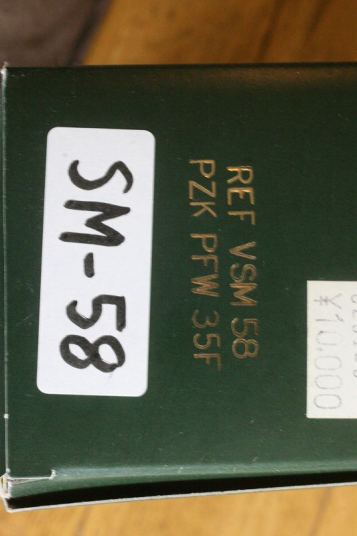 SM-58
REF VSM 58
PZK PFW 35F
¥10,000